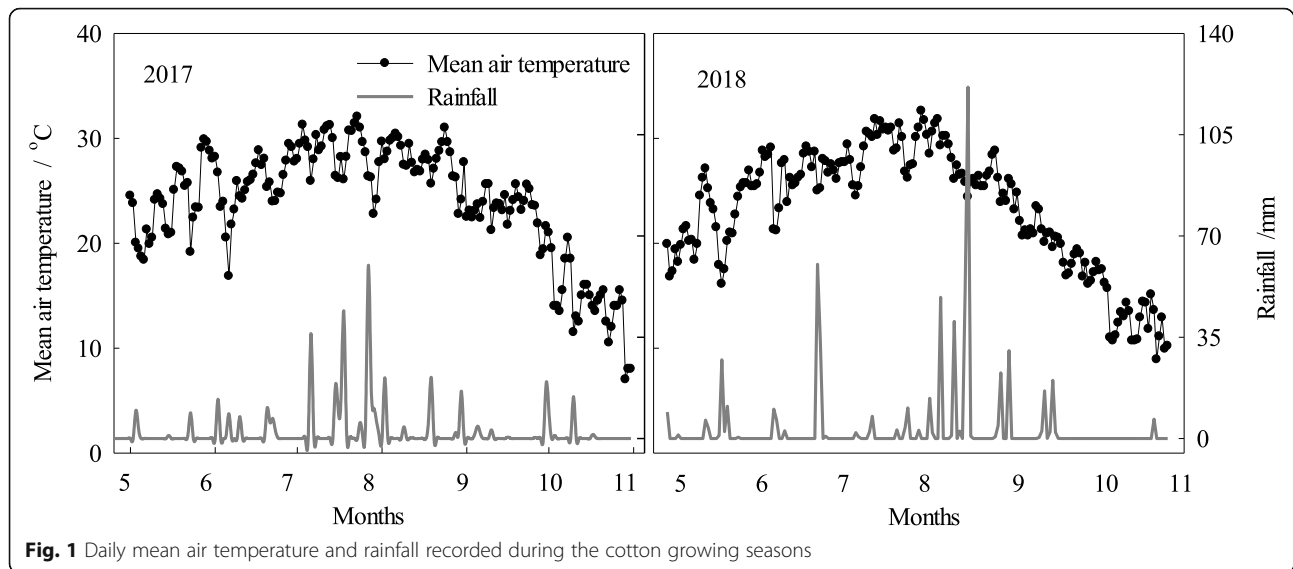 40
30
20
10
0
Mean air temperature / °C
2017
Mean air temperature
Rainfall
5 6 7 8 9 10 11
Months
2018
5 6 7 8 9 10 11
Months
140
105
70
35
0
Rainfall /mm
Fig. 1 Daily mean air temperature and rainfall recorded during the cotton growing seasons